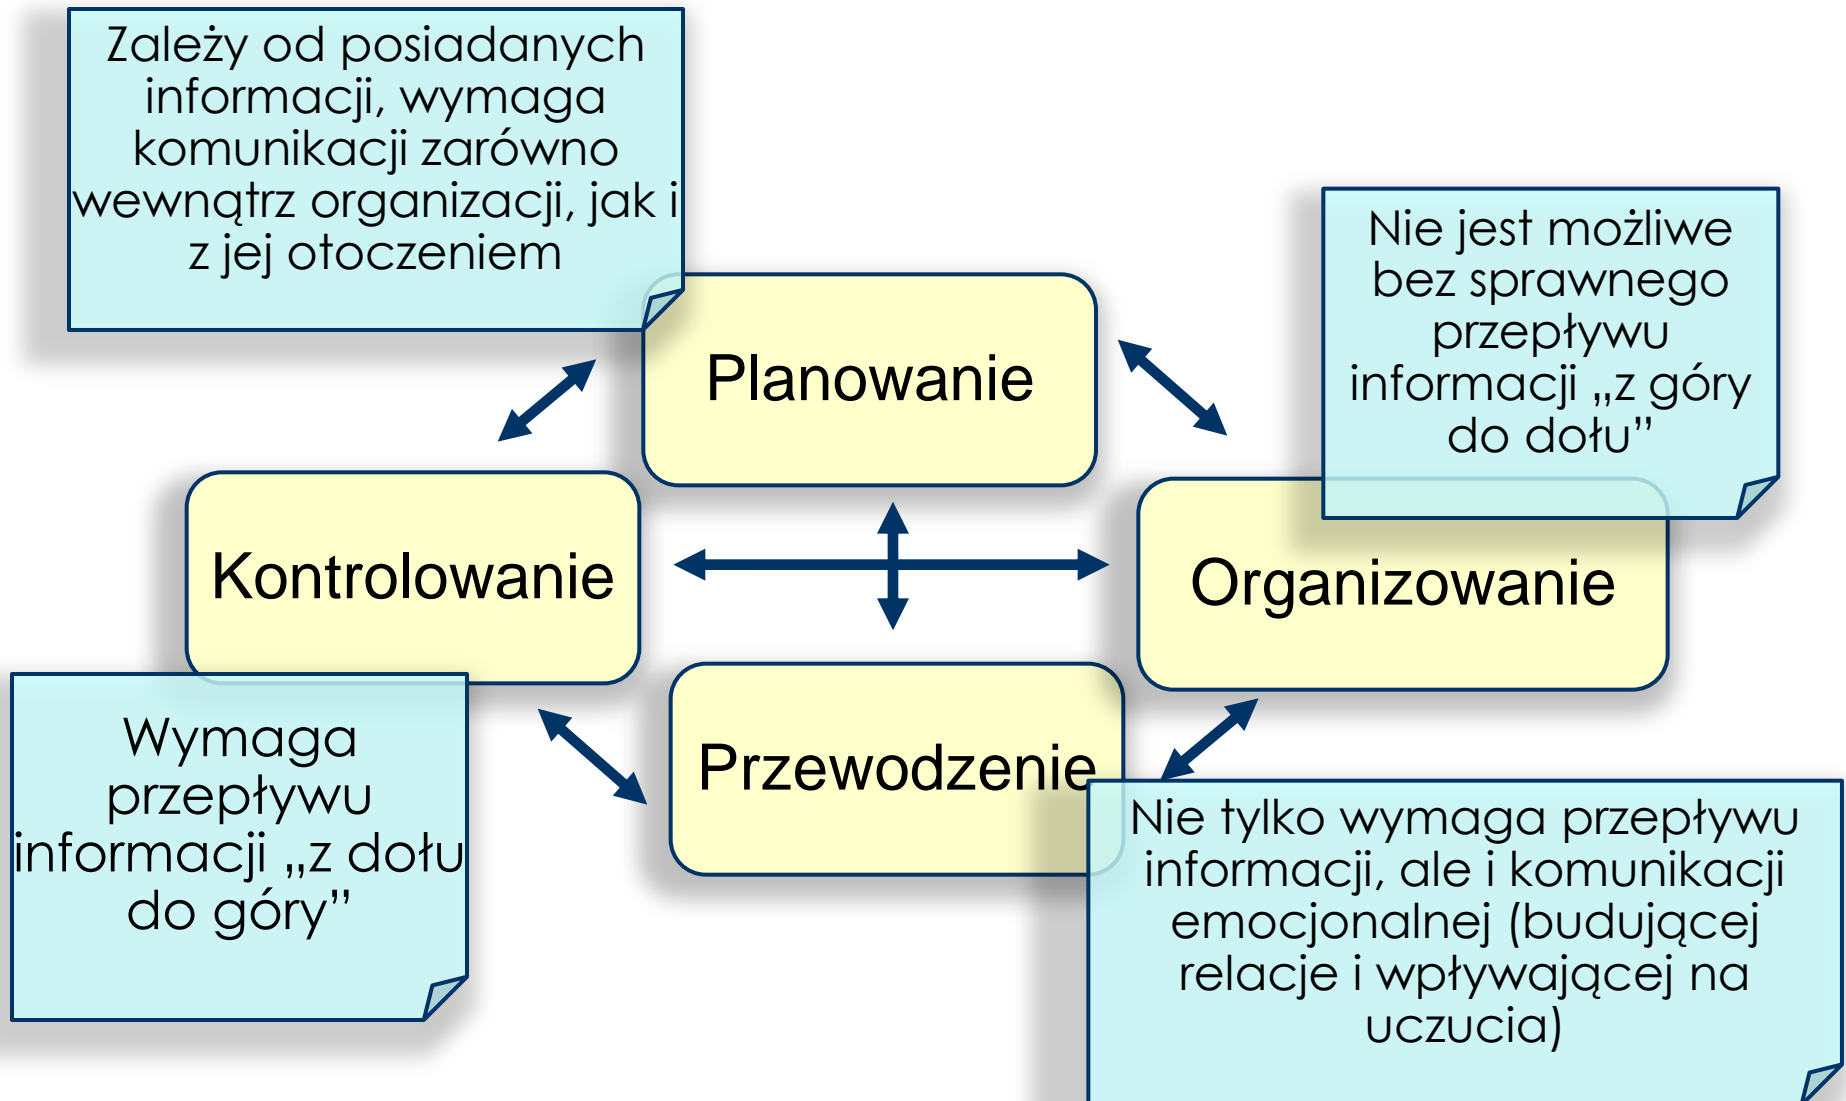 Zależy od posiadanych
informacji, wymaga
komunikacji zarówno
wewnątrz organizacji, jak i
z jej otoczeniem
Nie jest możliwe
bez sprawnego
przepływu
informacji „z góry
do dołu”
Planowanie
Kontrolowanie
Organizowanie
Przewodzenie
Wymaga
przepływu
informacji „z dołu
do góry”
Nie tylko wymaga przepływu
informacji, ale i komunikacji
emocjonalnej (budującej
relacje i wpływającej na
uczucia)